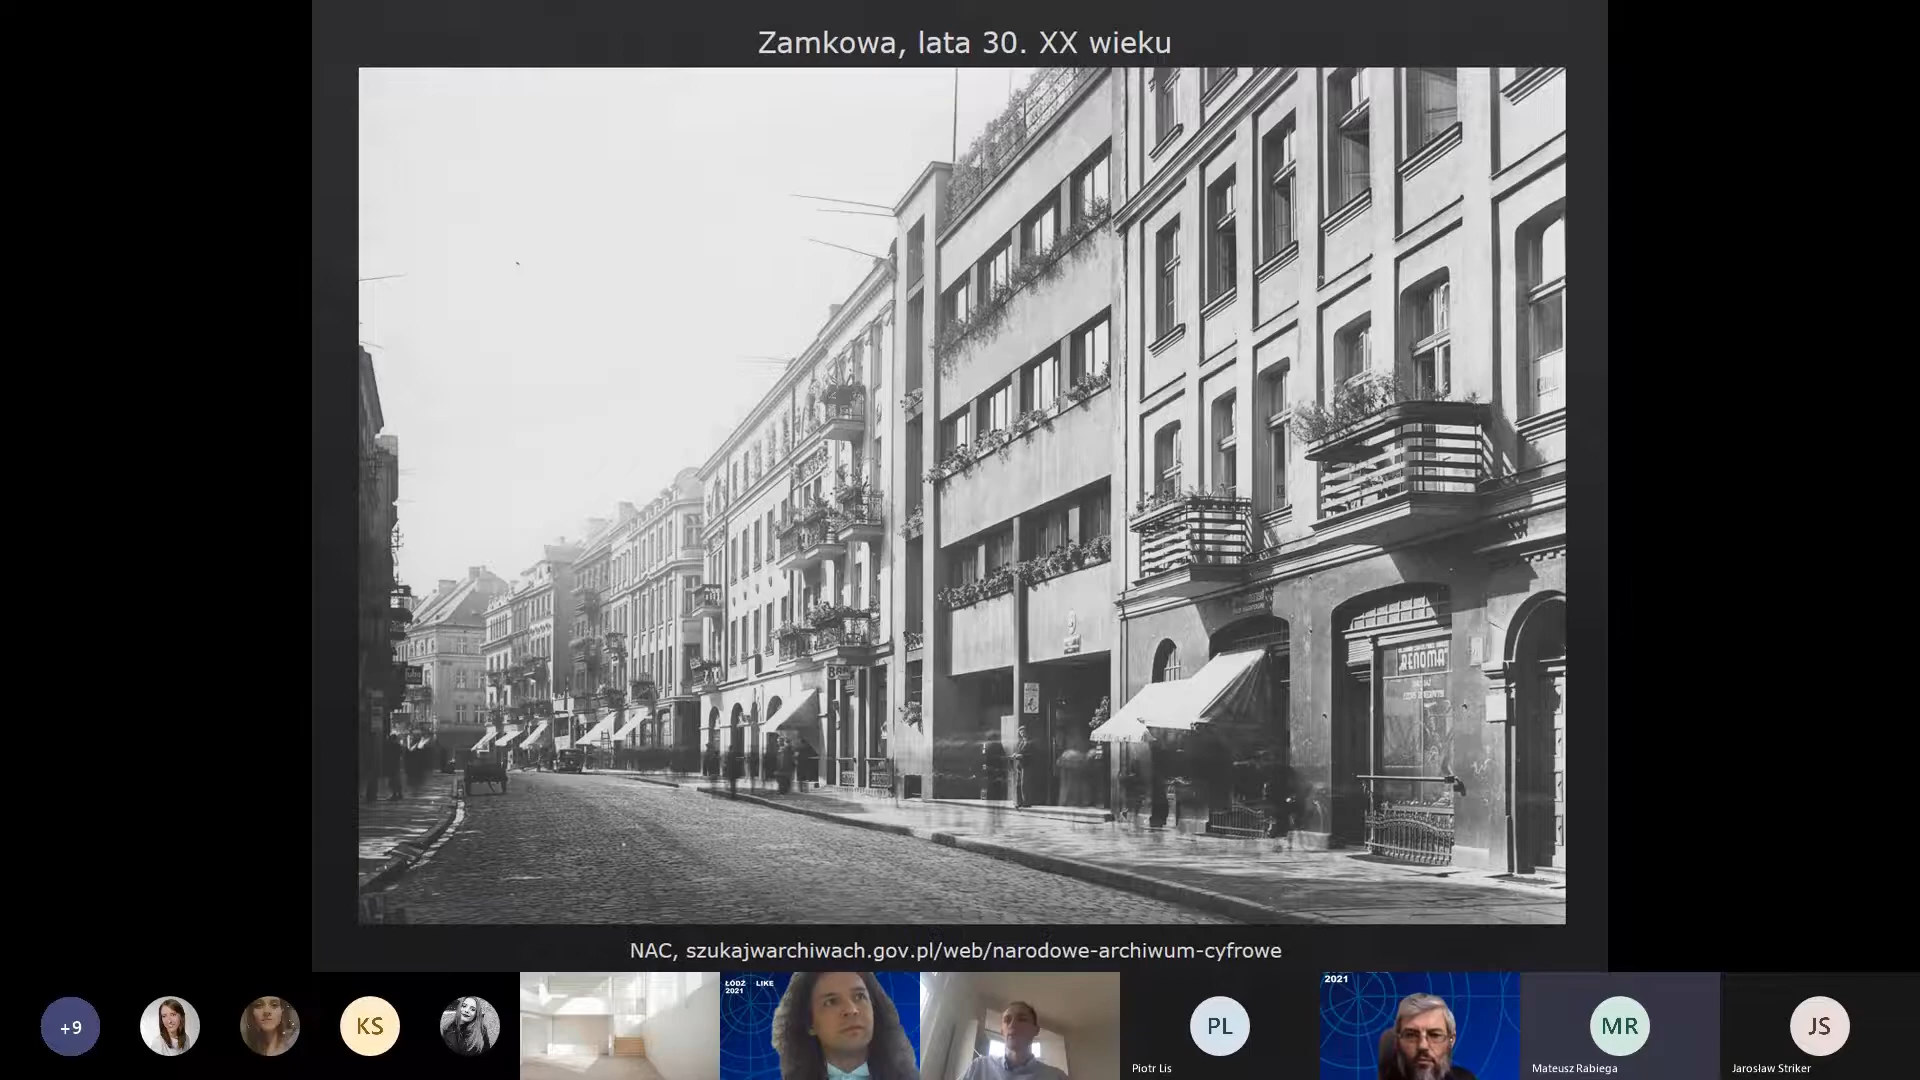 Zamkowa, lata 30. XX wieku
BAR
RENOMA
NAC, szukajwarchiwach.gov.pl/web/narodowe-archiwum-cyfrowe
+9
KS
ŁÓDŹ LIKE
2021
PL
Piotr Lis
2021
MR
Mateusz Rabiega
JS
Jarosław Striker